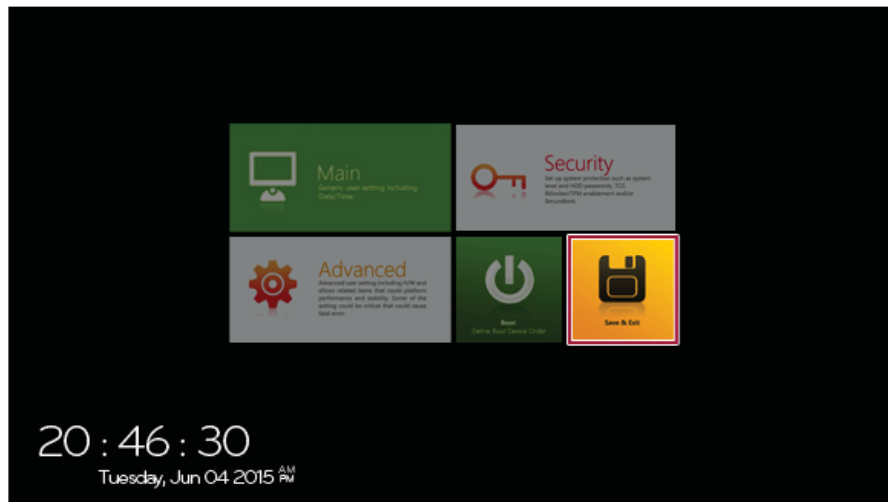 Main
Generic user setting including
Date/Time.
Security
Set up system protection such as system
level and HDD passwords, TCG
Bitlocker/TPM enablement and/or
SecureBoot.
Advanced
Advanced user setting including H/W and
silicon related items that could platform
performance and stability. Some of the
setting could be critical that could cause
fatal error.
Boot
Define Boot Device Order
Save & Exit
20 : 46 : 30
Tuesday, Jun 04 2015 AM
PM